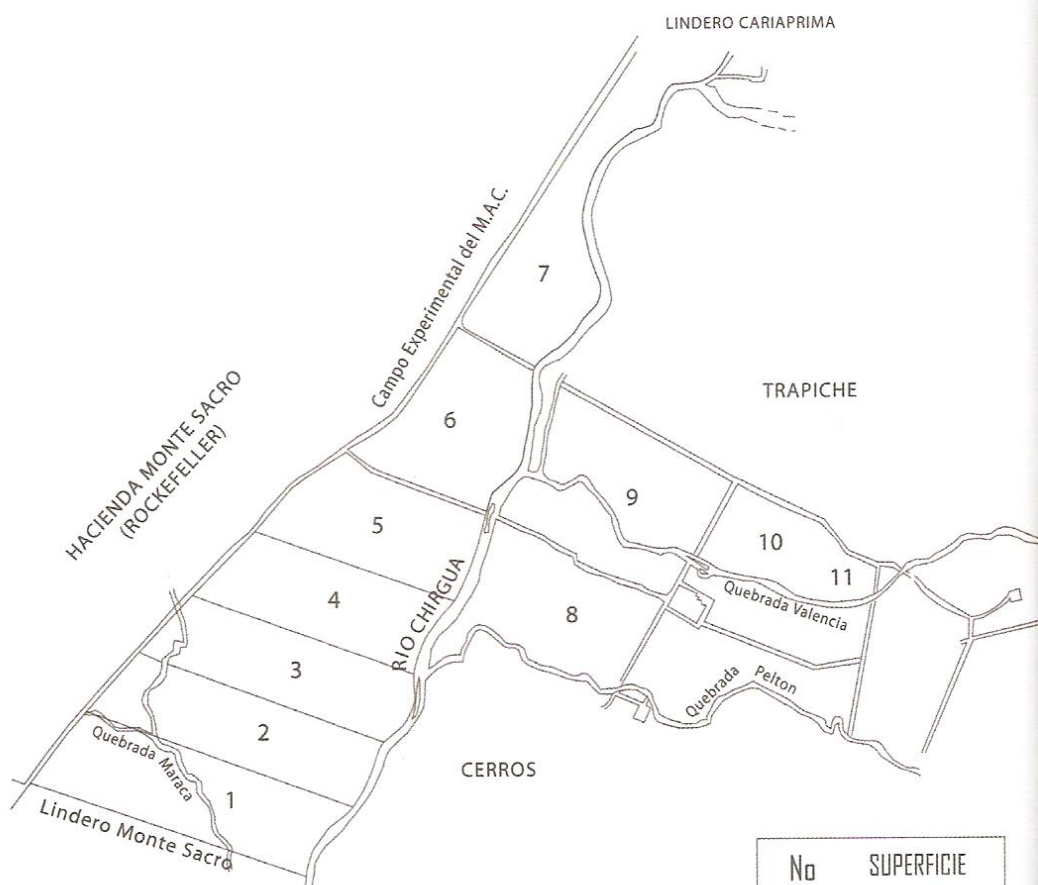 LINDERO CARIAPRIMA
Campo Experimental del M.A.C.
7
HACIENDA MONTE SACRO
(ROCKEFELLER)
TRAPICHE
6
9
5
10
11
Quebrada Valencia
4
RIO CHIRGUA
8
3
Quebrada Pelton
2
Quebrada Maraca
CERROS
1
Lindero Monte Sacro
No SUPERFICIE